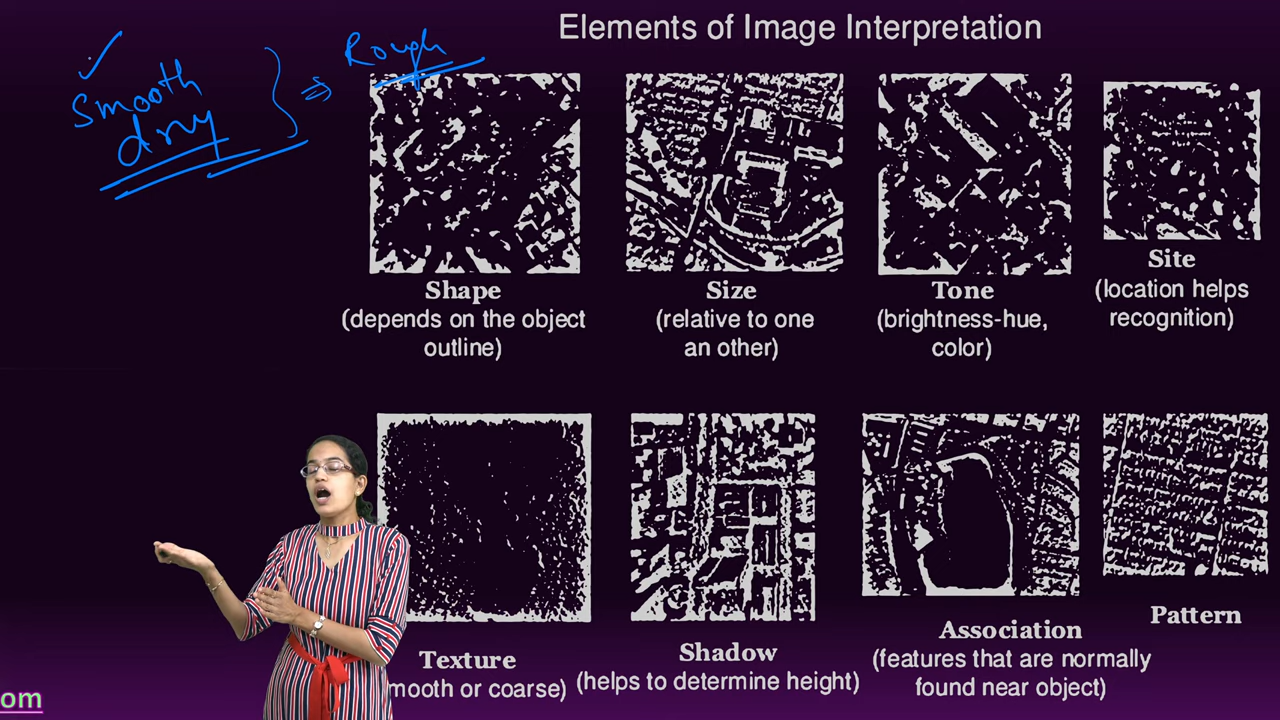 Elements of Image Interpretation
Smooth
dry
⇒ Rough
Shape
(depends on the object
outline)
Size
(relative to one
an other)
Tone
(brightness-hue,
color)
Site
(location helps
recognition)
Texture
mooth or coarse)
Shadow
(helps to determine height)
Association
(features that are normally
found near object)
Pattern
om